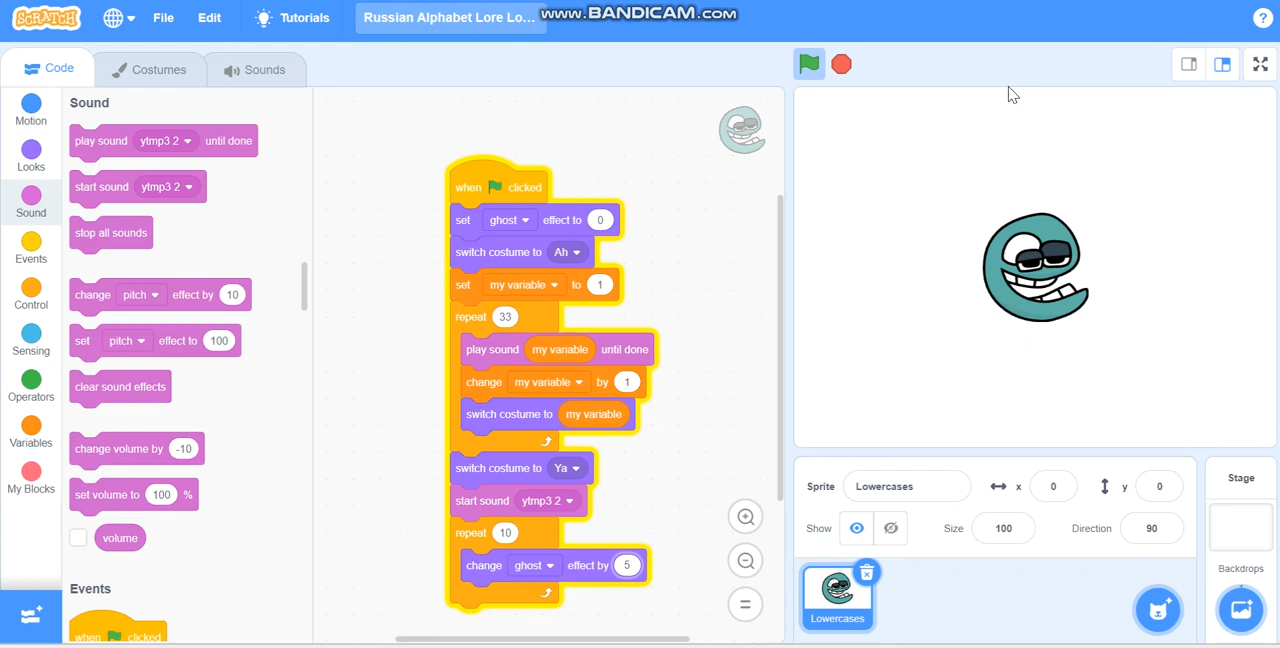 SCRATCH File Edit Tutorials Russian Alphabet Lore Lo... www.BANDICAM.com ?
Code Costumes Sounds
Motion
Looks
Sound
Events
Control
Sensing
Operators
Variables
My Blocks
Sound
play sound ytmp3 2 until done
start sound ytmp3 2
stop all sounds
change pitch effect by 10
set pitch effect to 100
clear sound effects
change volume by -10
set volume to 100 %
volume
Events
when clicked
when clicked
set ghost effect to 0
switch costume to Ah
set my variable to 1
repeat 33
play sound my variable until done
change my variable by 1
switch costume to my variable
switch costume to Ya
start sound ytmp3 2
repeat 10
change ghost effect by 5
Sprite Lowercases x 0 y 0
Show Size 100 Direction 90
Lowercases
Stage
Backdrops